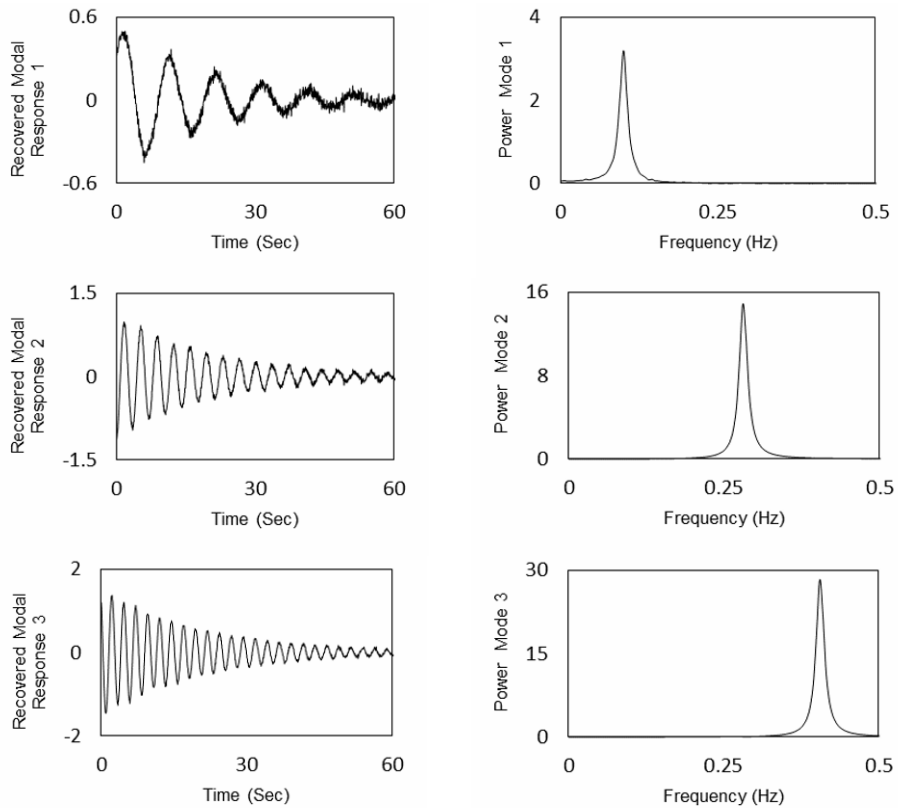 Recovered Modal
Response 1
0.6
0
-0.6
0
30
60
Time (Sec)
Power Mode 1
4
2
0
0
0.25
0.5
Frequency (Hz)
Recovered Modal
Response 2
1.5
0
-1.5
0
30
60
Time (Sec)
Power Mode 2
16
8
0
0
0.25
0.5
Frequency (Hz)
Recovered Modal
Response 3
2
0
-2
0
30
60
Time (Sec)
Power Mode 3
30
15
0
0
0.25
0.5
Frequency (Hz)